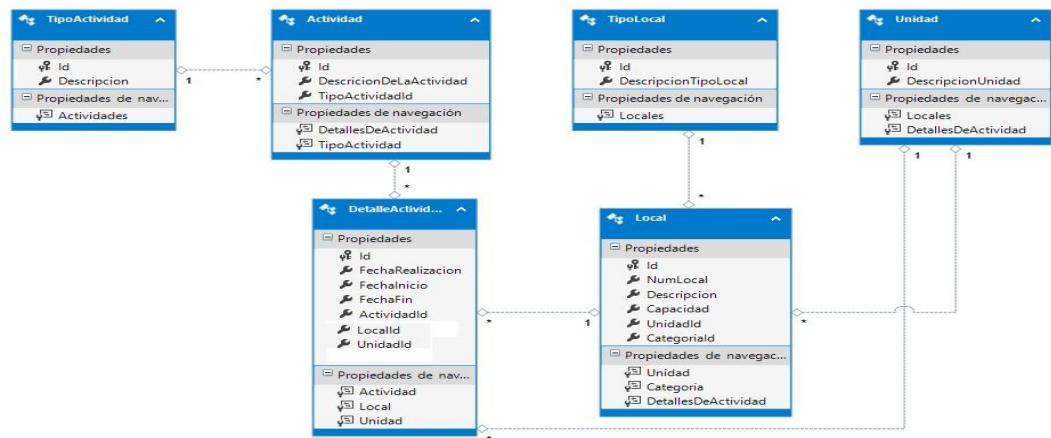 TipoActividad
Propiedades
Id
Descripcion
Propiedades de nav...
Actividades
Actividad
Propiedades
Id
DescricionDeLaActividad
TipoActividadId
Propiedades de navegación
DetallesDeActividad
TipoActividad
TipoLocal
Propiedades
Id
DescripcionTipoLocal
Propiedades de navegación
Locales
Unidad
Propiedades
Id
DescripcionUnidad
Propiedades de navegac...
Locales
DetallesDeActividad
1
*
1
*
1
*
1
1
DetalleActivid...
Propiedades
Id
FechaRealizacion
FechaInicio
FechaFin
ActividadId
LocalId
UnidadId
Propiedades de nav...
Actividad
Local
Unidad
Local
Propiedades
Id
NumLocal
Descripcion
Capacidad
UnidadId
CategoriaId
Propiedades de navegac...
Unidad
Categoria
DetallesDeActividad
*
1
*
*